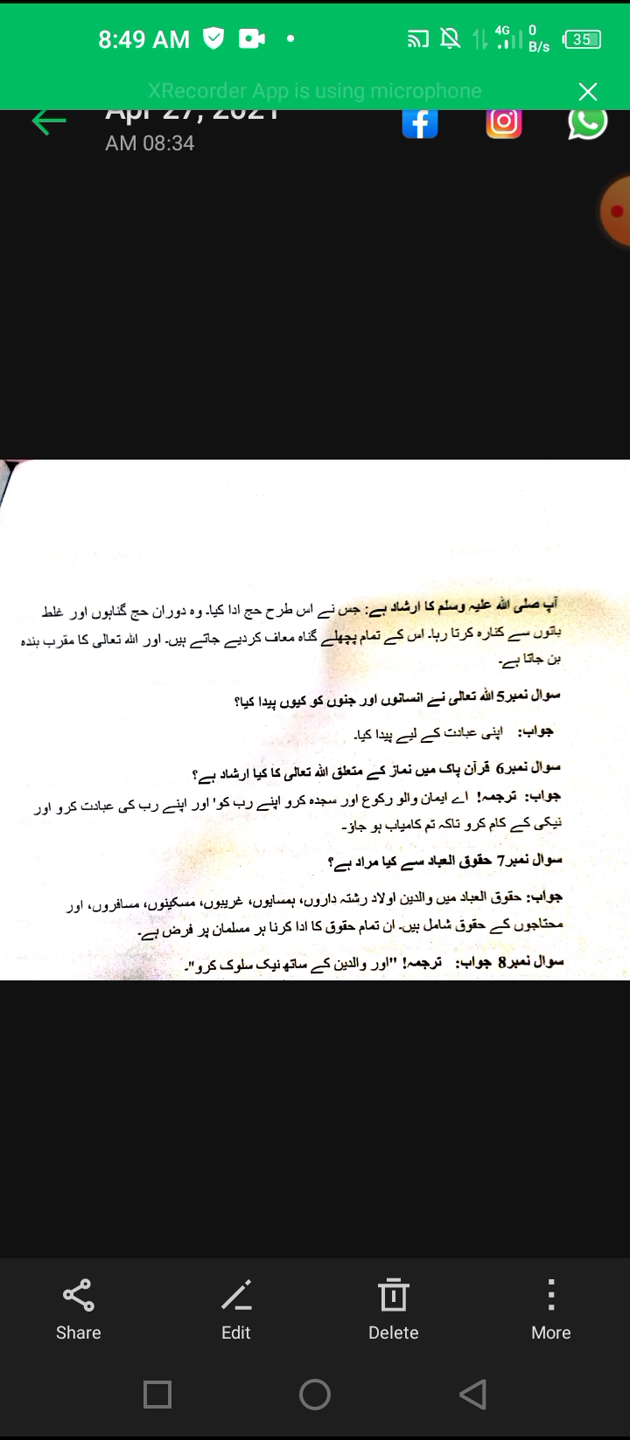 8:49 AM
4G
0
B/s
35
XRecorder App is using microphone
Apr 27, 2021
AM 08:34
آپ صلی اللہ علیہ وسلم کا ارشاد ہے: جس نے اس طرح حج ادا کیا۔ وہ دوران حج گناہوں اور غلط
باتوں سے کنارہ کرتا رہا۔ اس کے تمام پچھلے گناہ معاف کردیے جاتے ہیں۔ اور اللہ تعالی کا مقرب بندہ
بن جاتا ہے۔
سوال نمبر5 اللہ تعالی نے انسانوں اور جنوں کو کیوں پیدا کیا؟
جواب: اپنی عبادت کے لیے پیدا کیا۔
سوال نمبر6 قرآن پاک میں نماز کے متعلق اللہ تعالی کا کیا ارشاد ہے؟
جواب: ترجمہ! اے ایمان والو رکوع اور سجدہ کرو اپنے رب کو' اور اپنے رب کی عبادت کرو اور
نیکی کے کام کرو تاکہ تم کامیاب ہو جاؤ۔
سوال نمبر7 حقوق العباد سے کیا مراد ہے؟
جواب: حقوق العباد میں والدین اولاد رشتہ داروں، ہمسایوں، غریبوں، مسکینوں، مسافروں، اور
محتاجوں کے حقوق شامل ہیں۔ ان تمام حقوق کا ادا کرنا ہر مسلمان پر فرض ہے۔
سوال نمبر8 جواب: ترجمہ! "اور والدین کے ساتھ نیک سلوک کرو"۔
Share
Edit
Delete
More